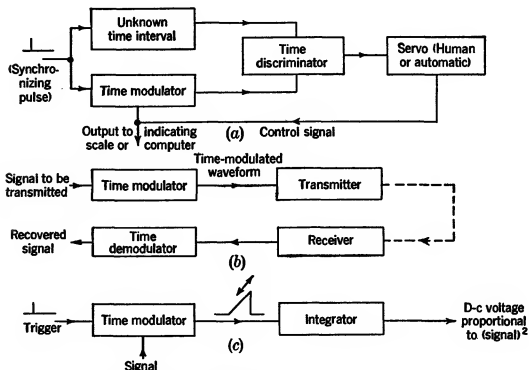 Unknown
time interval
(Synchro-
nizing
pulse)
Time modulator
Time
discriminator
Servo (Human
or automatic)
Output to indicating
scale or computer
(a)
Control signal
Signal to be
transmitted
Time modulator
Time-modulated
waveform
Transmitter
Recovered
signal
Time
demodulator
Receiver
(b)
Trigger
Time modulator
Signal
(c)
Integrator
D-c voltage
proportional
to (signal)²